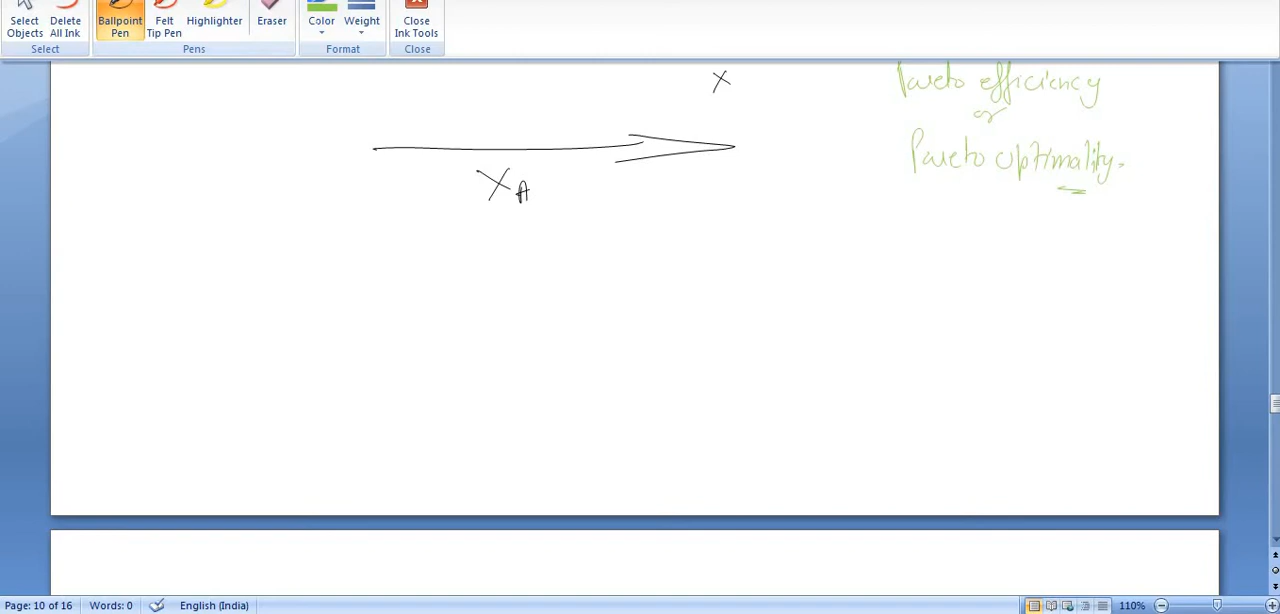 Select Objects
Delete All Ink
Ballpoint Pen
Felt Tip Pen
Highlighter
Eraser
Color
Weight
Close Ink Tools
Select
Pens
Format
Close
X
Pareto efficiency
or
Pareto optimality.
X A
Page: 10 of 16
Words: 0
English (India)
110%